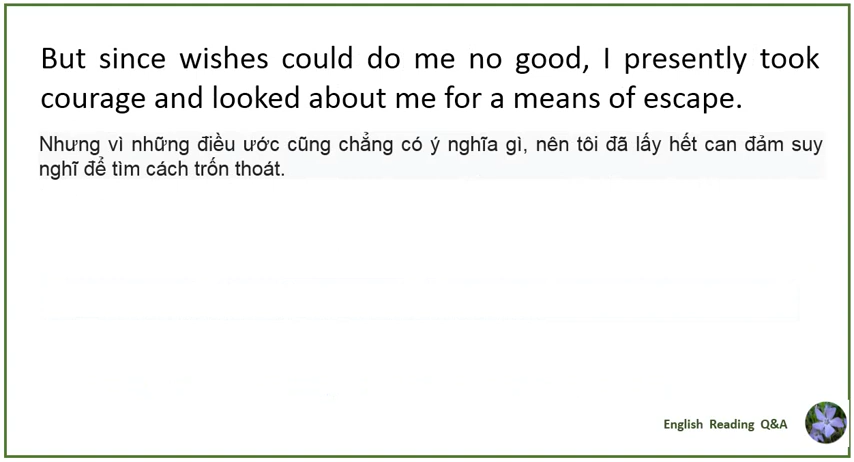 But since wishes could do me no good, I presently took
courage and looked about me for a means of escape.
Nhưng vì những điều ước cũng chẳng có ý nghĩa gì, nên tôi đã lấy hết can đảm suy
nghĩ để tìm cách trốn thoát.
English Reading Q&A